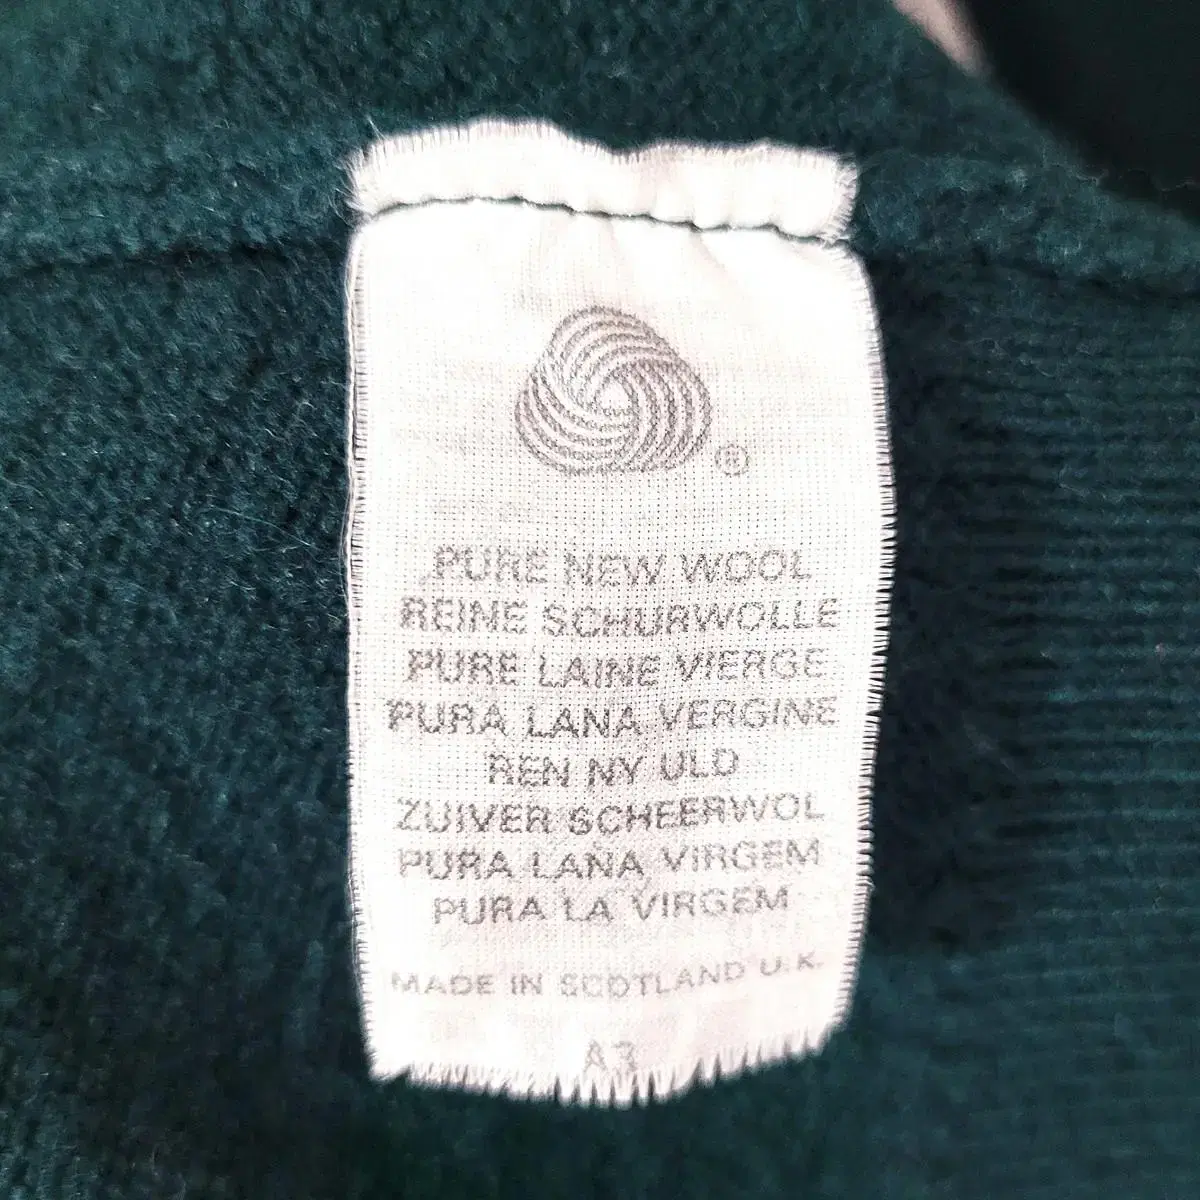 ®
PURE NEW WOOL
REINE SCHURWOLLE
PURE LAINE VIERGE
PURA LANA VERGINE
REN NY ULD
ZUIVER SCHEERWOL
PURA LANA VIRGEM
PURA LA VIRGEM
MADE IN SCOTLAND U.K.
A3